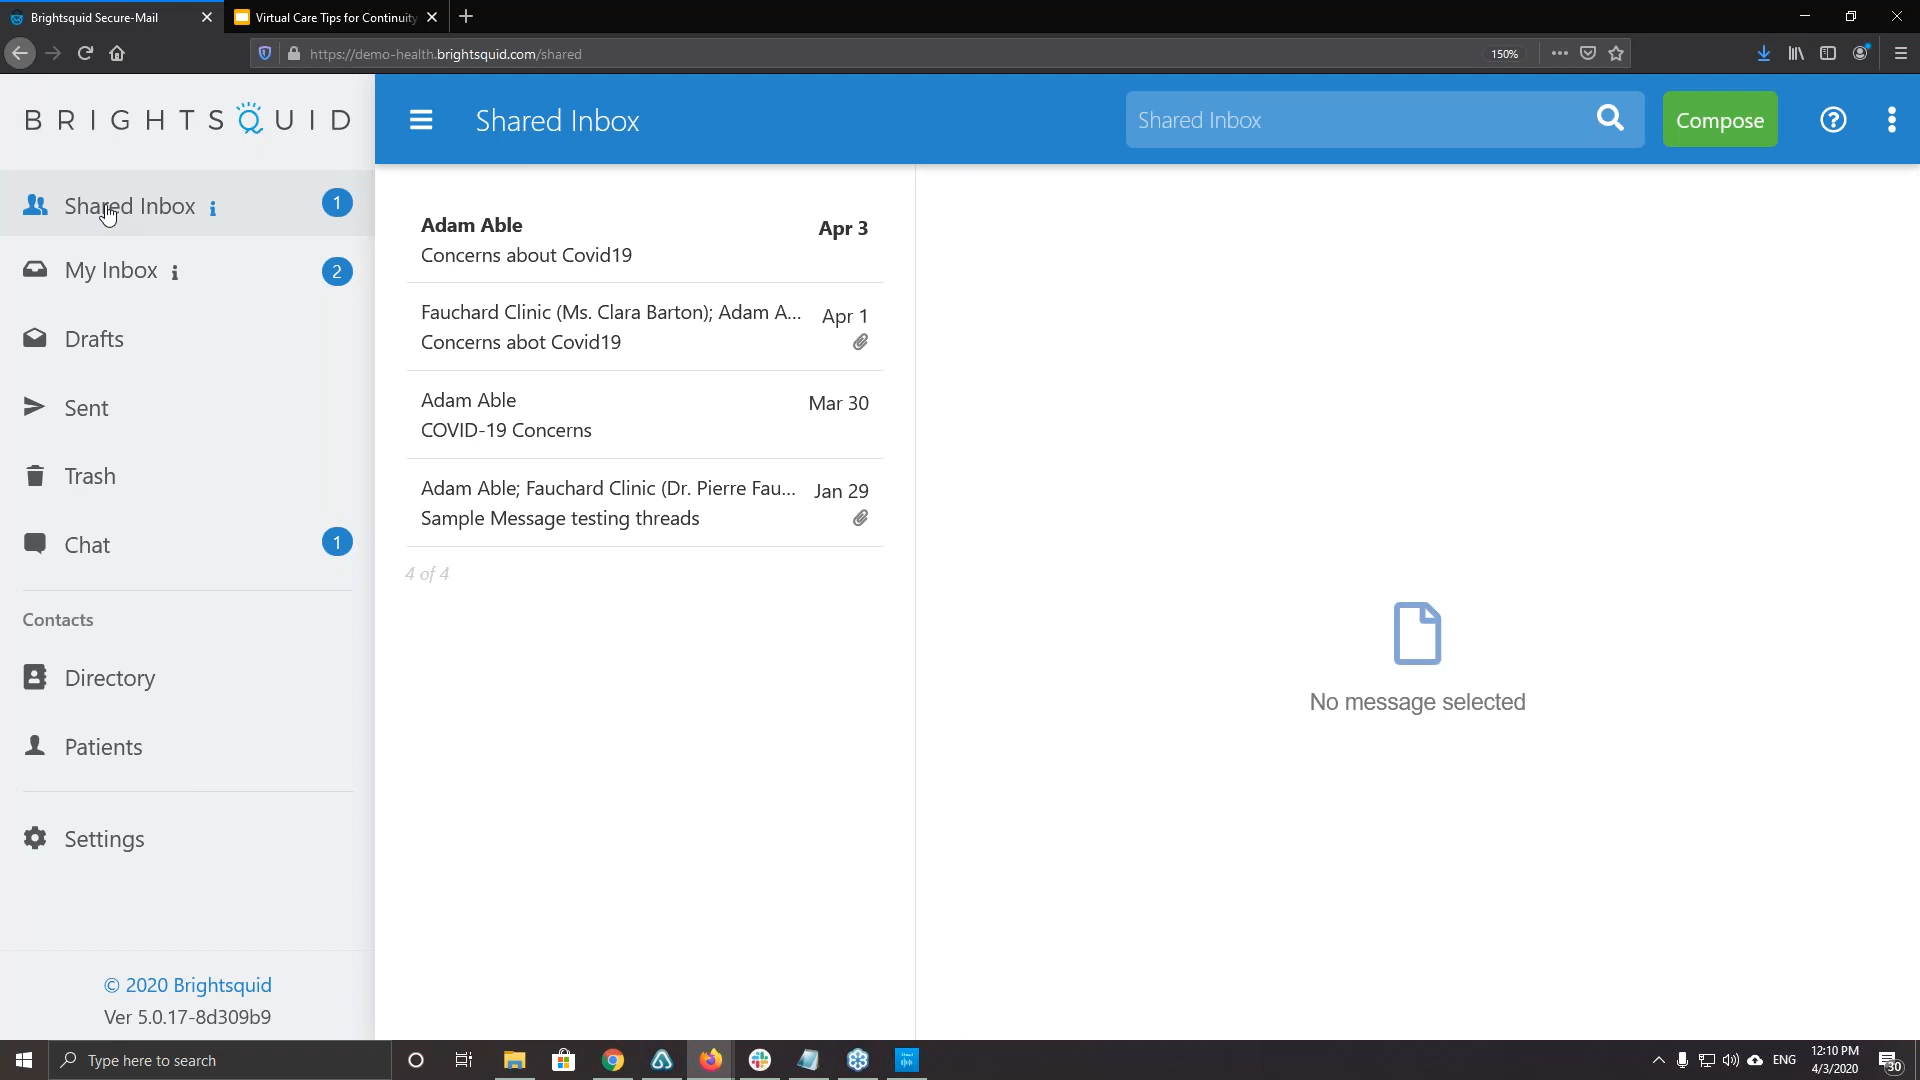 Brightsquid Secure-Mail
Virtual Care Tips for Continuity
https://demo-health.brightsquid.com/shared
150%
BRIGHTSQUID
Shared Inbox
Shared Inbox
Compose
Shared Inbox
1
My Inbox
2
Drafts
Sent
Trash
Chat
1
Contacts
Directory
Patients
Settings
© 2020 Brightsquid
Ver 5.0.17-8d309b9
Adam Able
Apr 3
Concerns about Covid19
Fauchard Clinic (Ms. Clara Barton); Adam A...
Apr 1
Concerns abot Covid19
Adam Able
Mar 30
COVID-19 Concerns
Adam Able; Fauchard Clinic (Dr. Pierre Fau...
Jan 29
Sample Message testing threads
4 of 4
No message selected
Type here to search
ENG
12:10 PM
4/3/2020
30